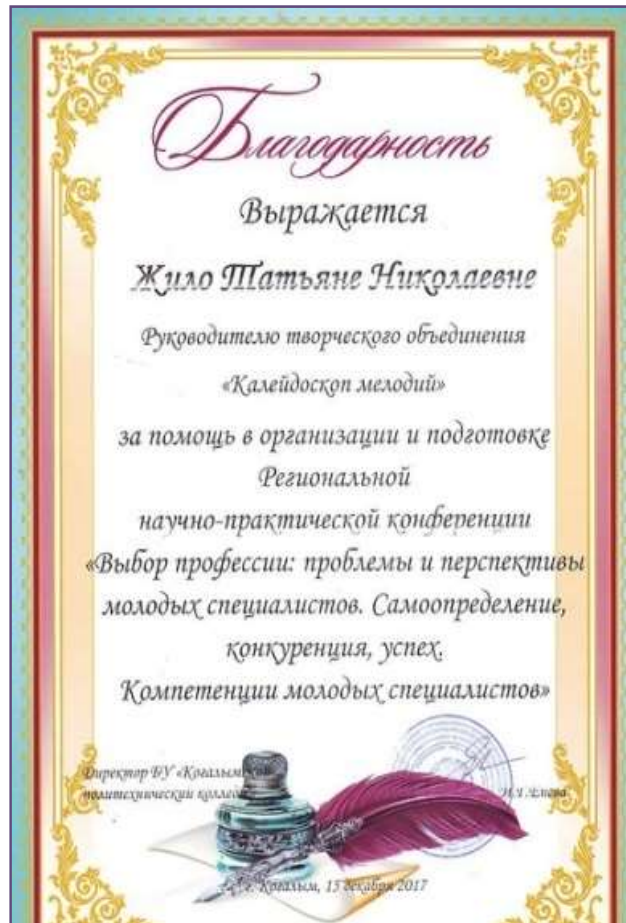 Благодарность
Выражается
Жило Татьяне Николаевне
Руководителю творческого объединения
«Калейдоскоп мелодий»
за помощь в организации и подготовке
Региональной
научно-практической конференции
«Выбор профессии: проблемы и перспективы
молодых специалистов. Самоопределение,
конкуренция, успех.
Компетенции молодых специалистов»
Директор БУ «Когалымский
политехнический колледж
г. Когалым, 15 декабря 2017